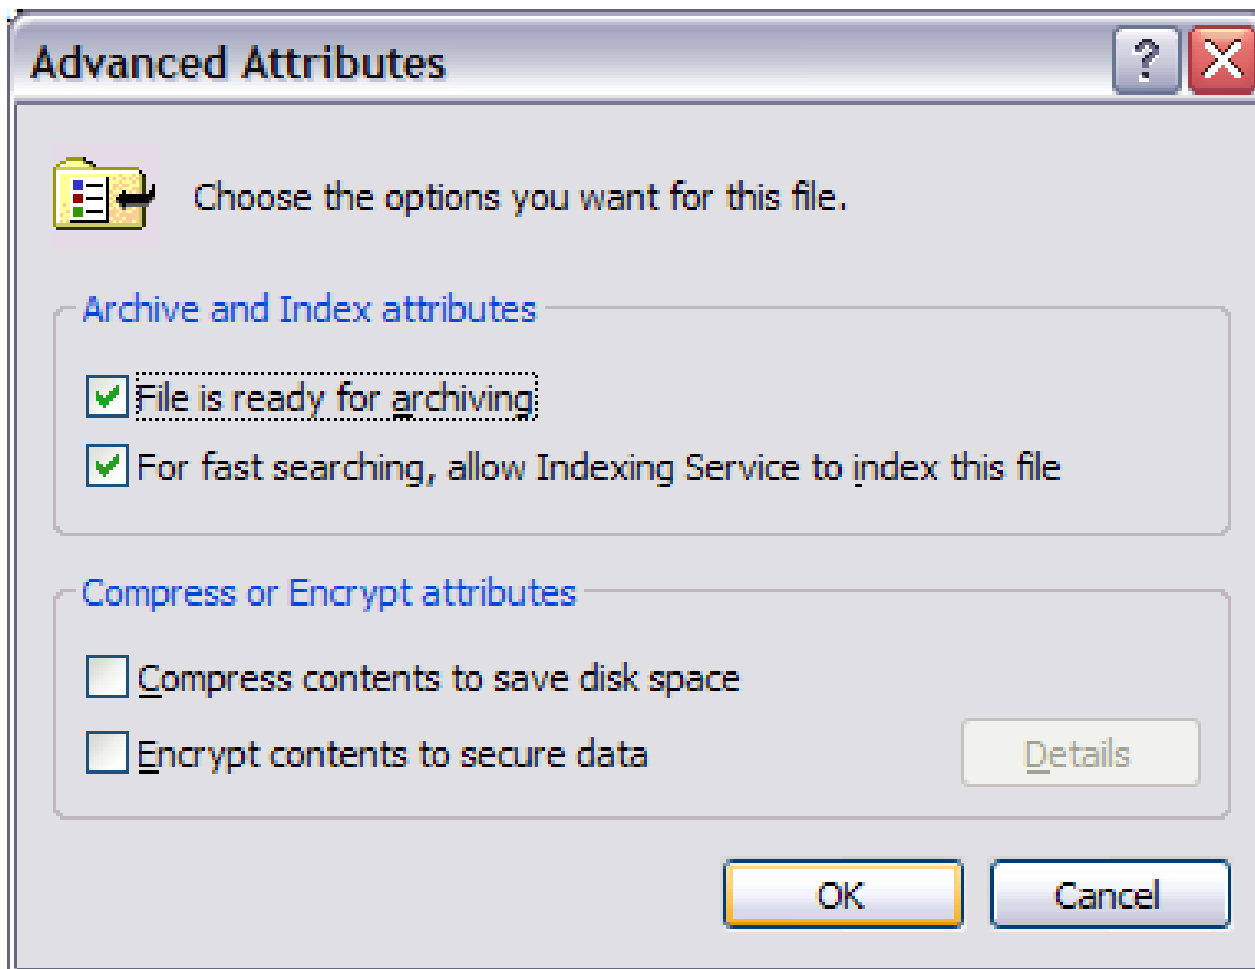 Advanced Attributes
?
Choose the options you want for this file.
Archive and Index attributes
File is ready for archiving
For fast searching, allow Indexing Service to index this file
Compress or Encrypt attributes
Compress contents to save disk space
Encrypt contents to secure data
Details
OK
Cancel